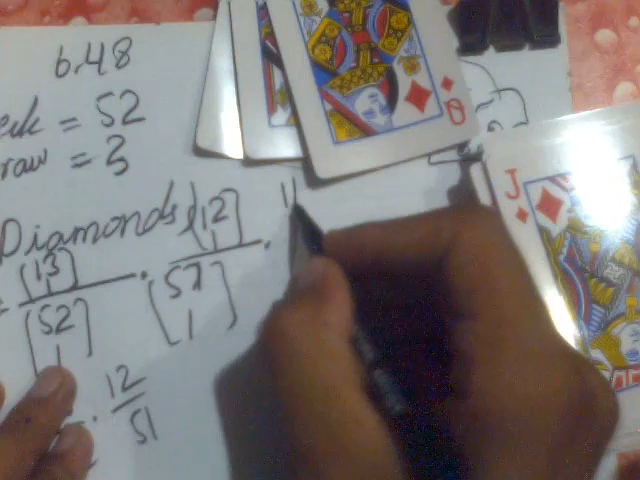 6.48
eck = 52
raw = 3
Diamonds }
= [13 1] / [52 1] . [12 1] / [51 1] . 11
. 12/51
Q
J